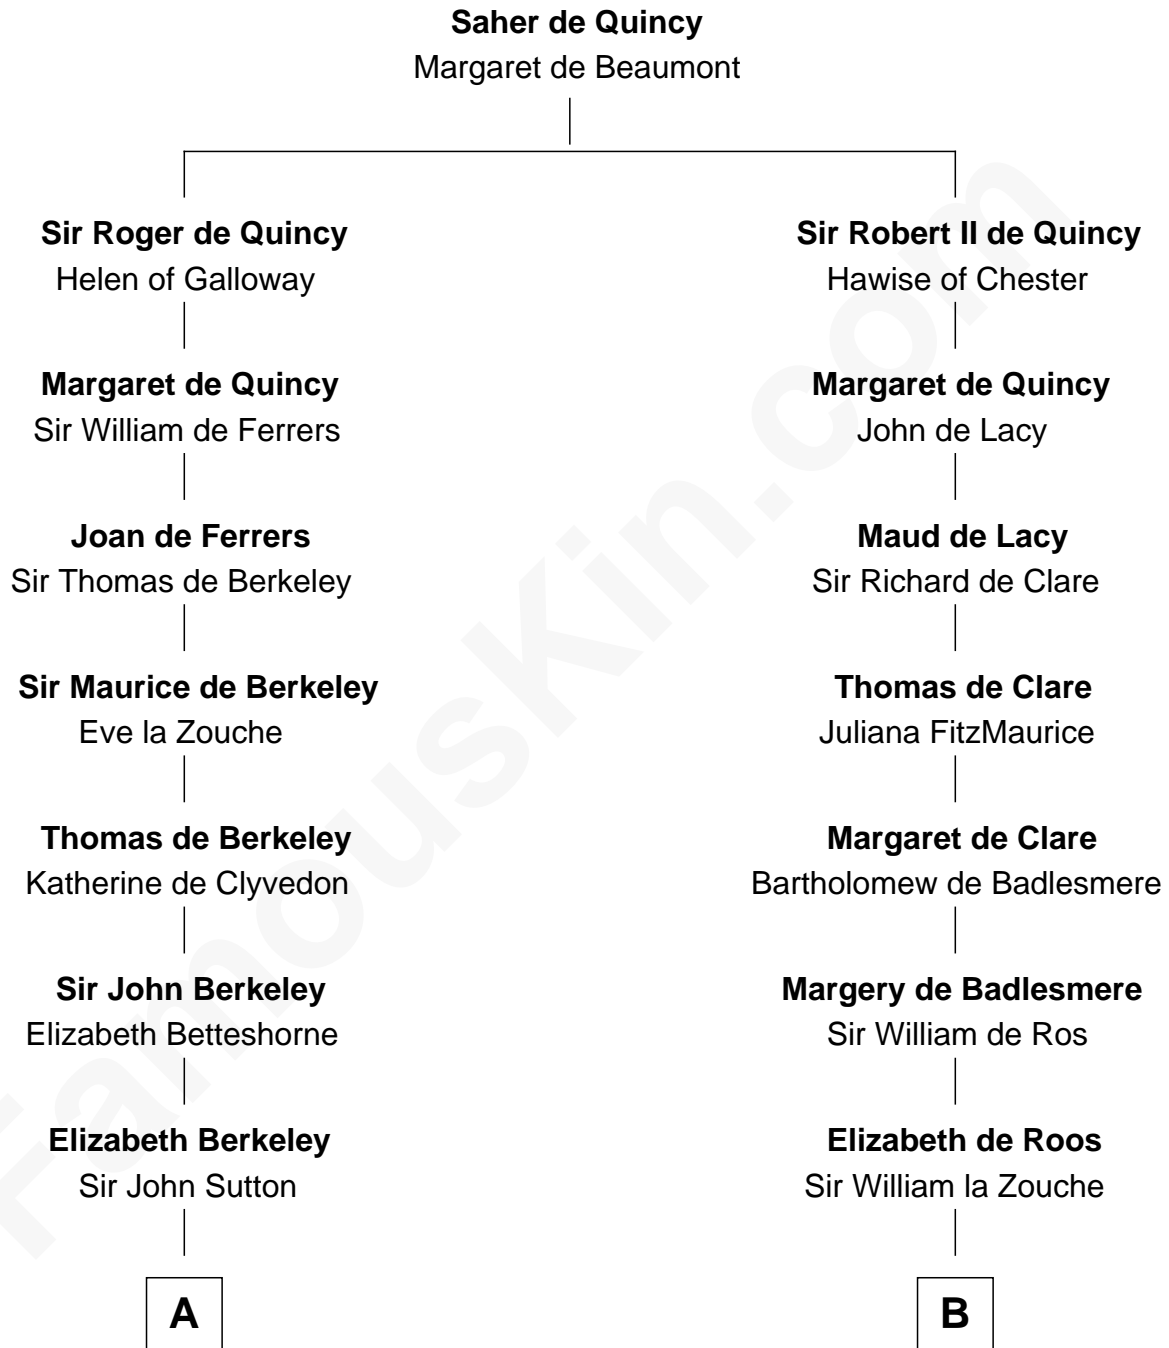 Saher de Quincy
Margaret de Beaumont
Sir Roger de Quincy
Helen of Galloway
Sir Robert II de Quincy
Hawise of Chester
Margaret de Quincy
Sir William de Ferrers
Margaret de Quincy
John de Lacy
Joan de Ferrers
Sir Thomas de Berkeley
Maud de Lacy
Sir Richard de Clare
Sir Maurice de Berkeley
Eve la Zouche
Thomas de Clare
Juliana FitzMaurice
Thomas de Berkeley
Katherine de Clyvedon
Margaret de Clare
Bartholomew de Badlesmere
Sir John Berkeley
Elizabeth Betteshorne
Margery de Badlesmere
Sir William de Ros
Elizabeth Berkeley
Sir John Sutton
Elizabeth de Roos
Sir William la Zouche
A
B
FamousKin.com